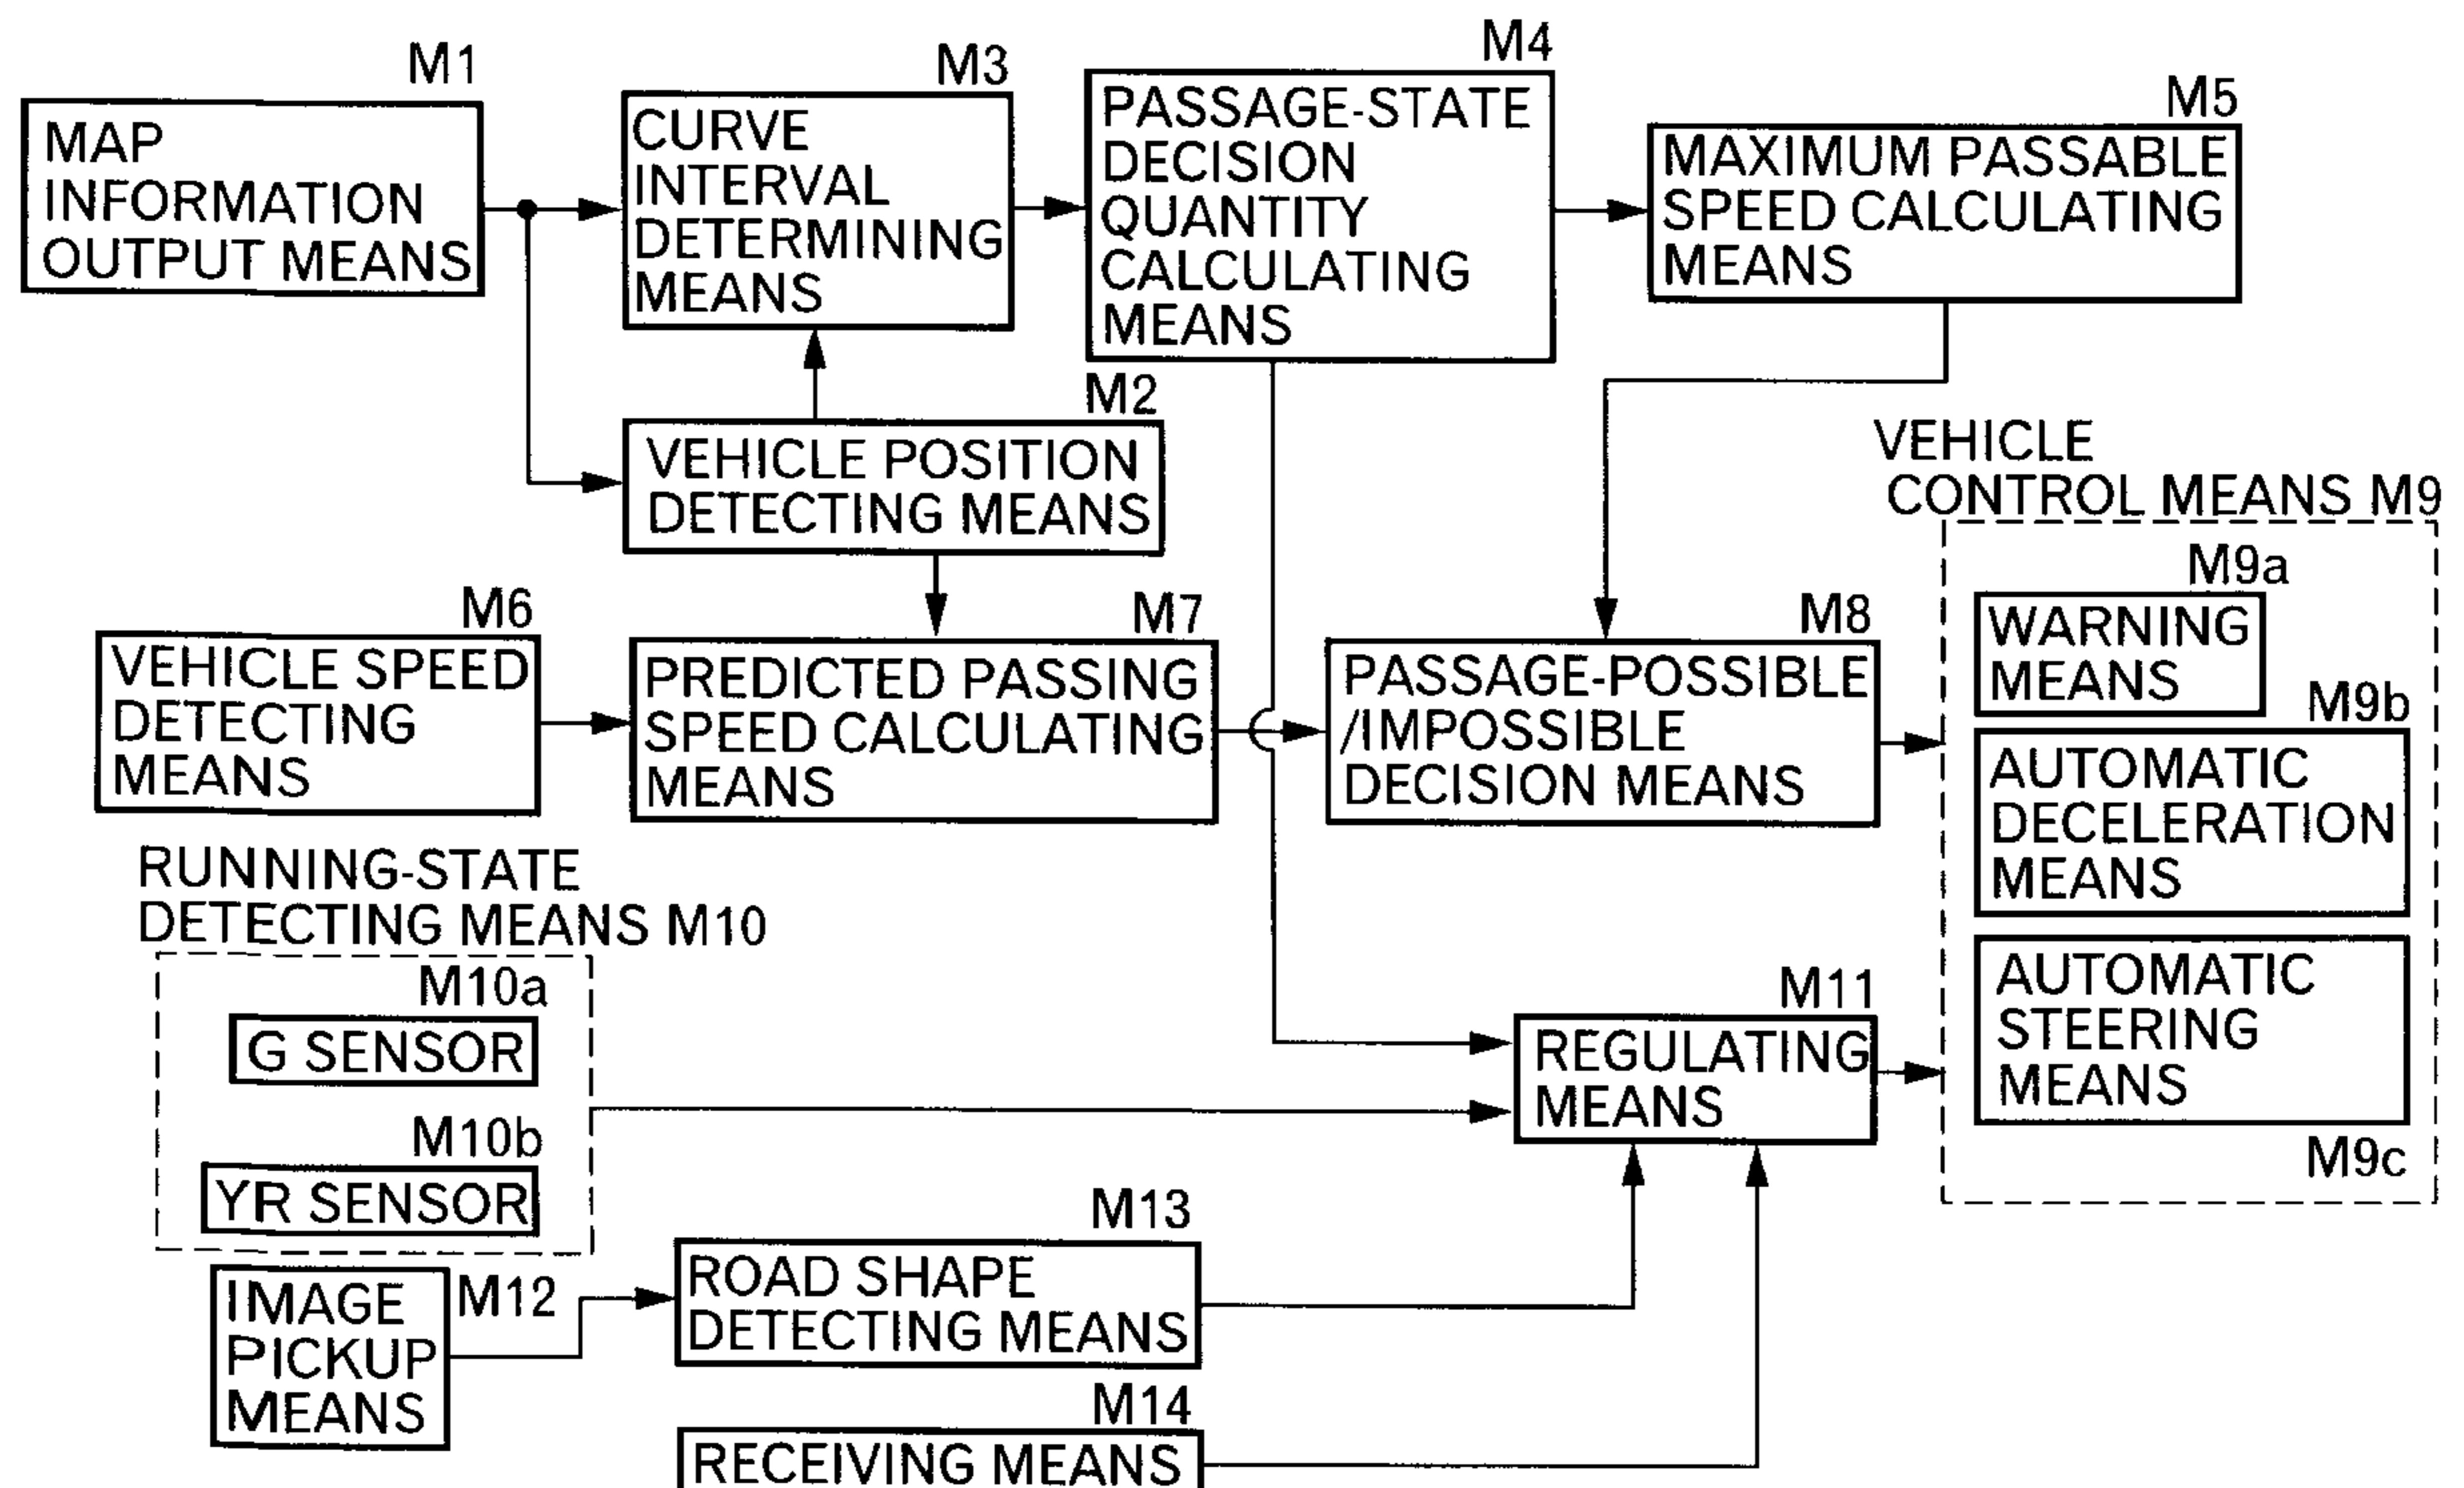 M1
MAP
INFORMATION
OUTPUT MEANS
M3
CURVE
INTERVAL
DETERMINING
MEANS
M4
PASSAGE-STATE
DECISION
QUANTITY
CALCULATING
MEANS
M5
MAXIMUM PASSABLE
SPEED CALCULATING
MEANS
M2
VEHICLE POSITION
DETECTING MEANS
M6
VEHICLE SPEED
DETECTING
MEANS
M7
PREDICTED PASSING
SPEED CALCULATING
MEANS
M8
PASSAGE-POSSIBLE
/IMPOSSIBLE
DECISION MEANS
VEHICLE
CONTROL MEANS M9
M9a
WARNING
MEANS
M9b
AUTOMATIC
DECELERATION
MEANS
AUTOMATIC
STEERING
MEANS
M9c
RUNNING-STATE
DETECTING MEANS M10
M10a
G SENSOR
M10b
YR SENSOR
M11
REGULATING
MEANS
M12
IMAGE
PICKUP
MEANS
M13
ROAD SHAPE
DETECTING MEANS
M14
RECEIVING MEANS